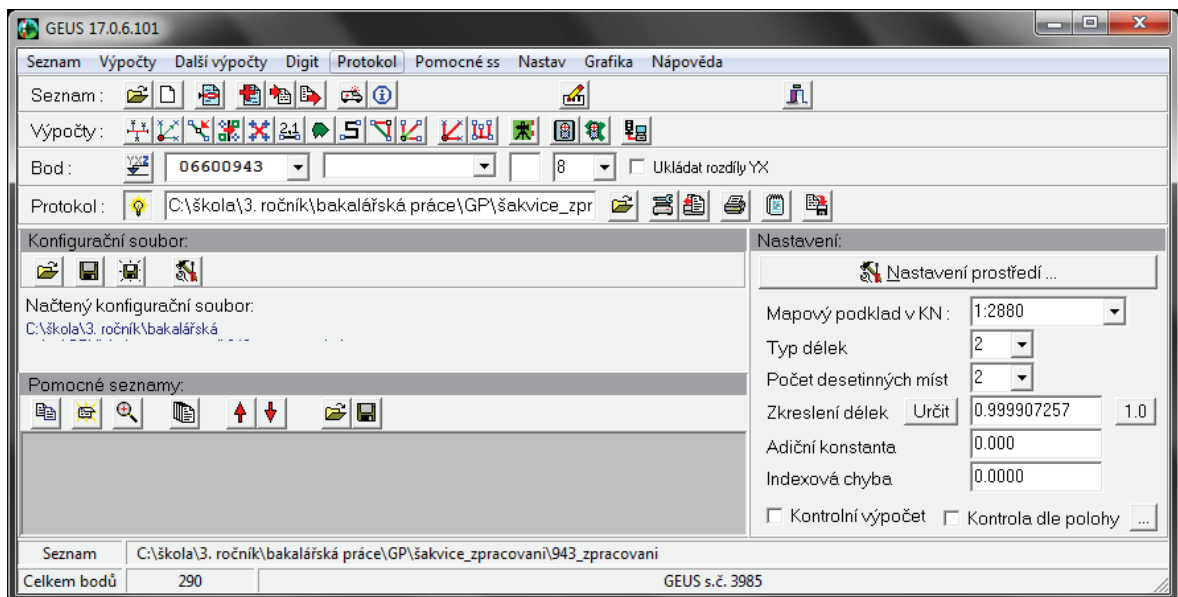 GEUS 17.0.6.101
Seznam Výpočty Další výpočty Digit Protokol Pomocné ss Nastav Grafika Nápověda
Seznam :
Výpočty :
Bod : YXZ 06600943 8 Ukládat rozdíly YX
Protokol : C:\škola\3. ročník\bakalářská práce\GP\šakvice_zpr
Konfigurační soubor:
Nastavení:
Nastavení prostředí ...
Načtený konfigurační soubor:
C:\škola\3. ročník\bakalářská
Mapový podklad v KN : 1:2880
Typ délek 2
Pomocné seznamy:
Počet desetinných míst 2
Zkreslení délek Určit 0.999907257 1.0
Adiční konstanta 0.000
Indexová chyba 0.0000
Kontrolní výpočet Kontrola dle polohy ...
Seznam C:\škola\3. ročník\bakalářská práce\GP\šakvice_zpracovani\943_zpracovani
Celkem bodů 290 GEUS s.č. 3985